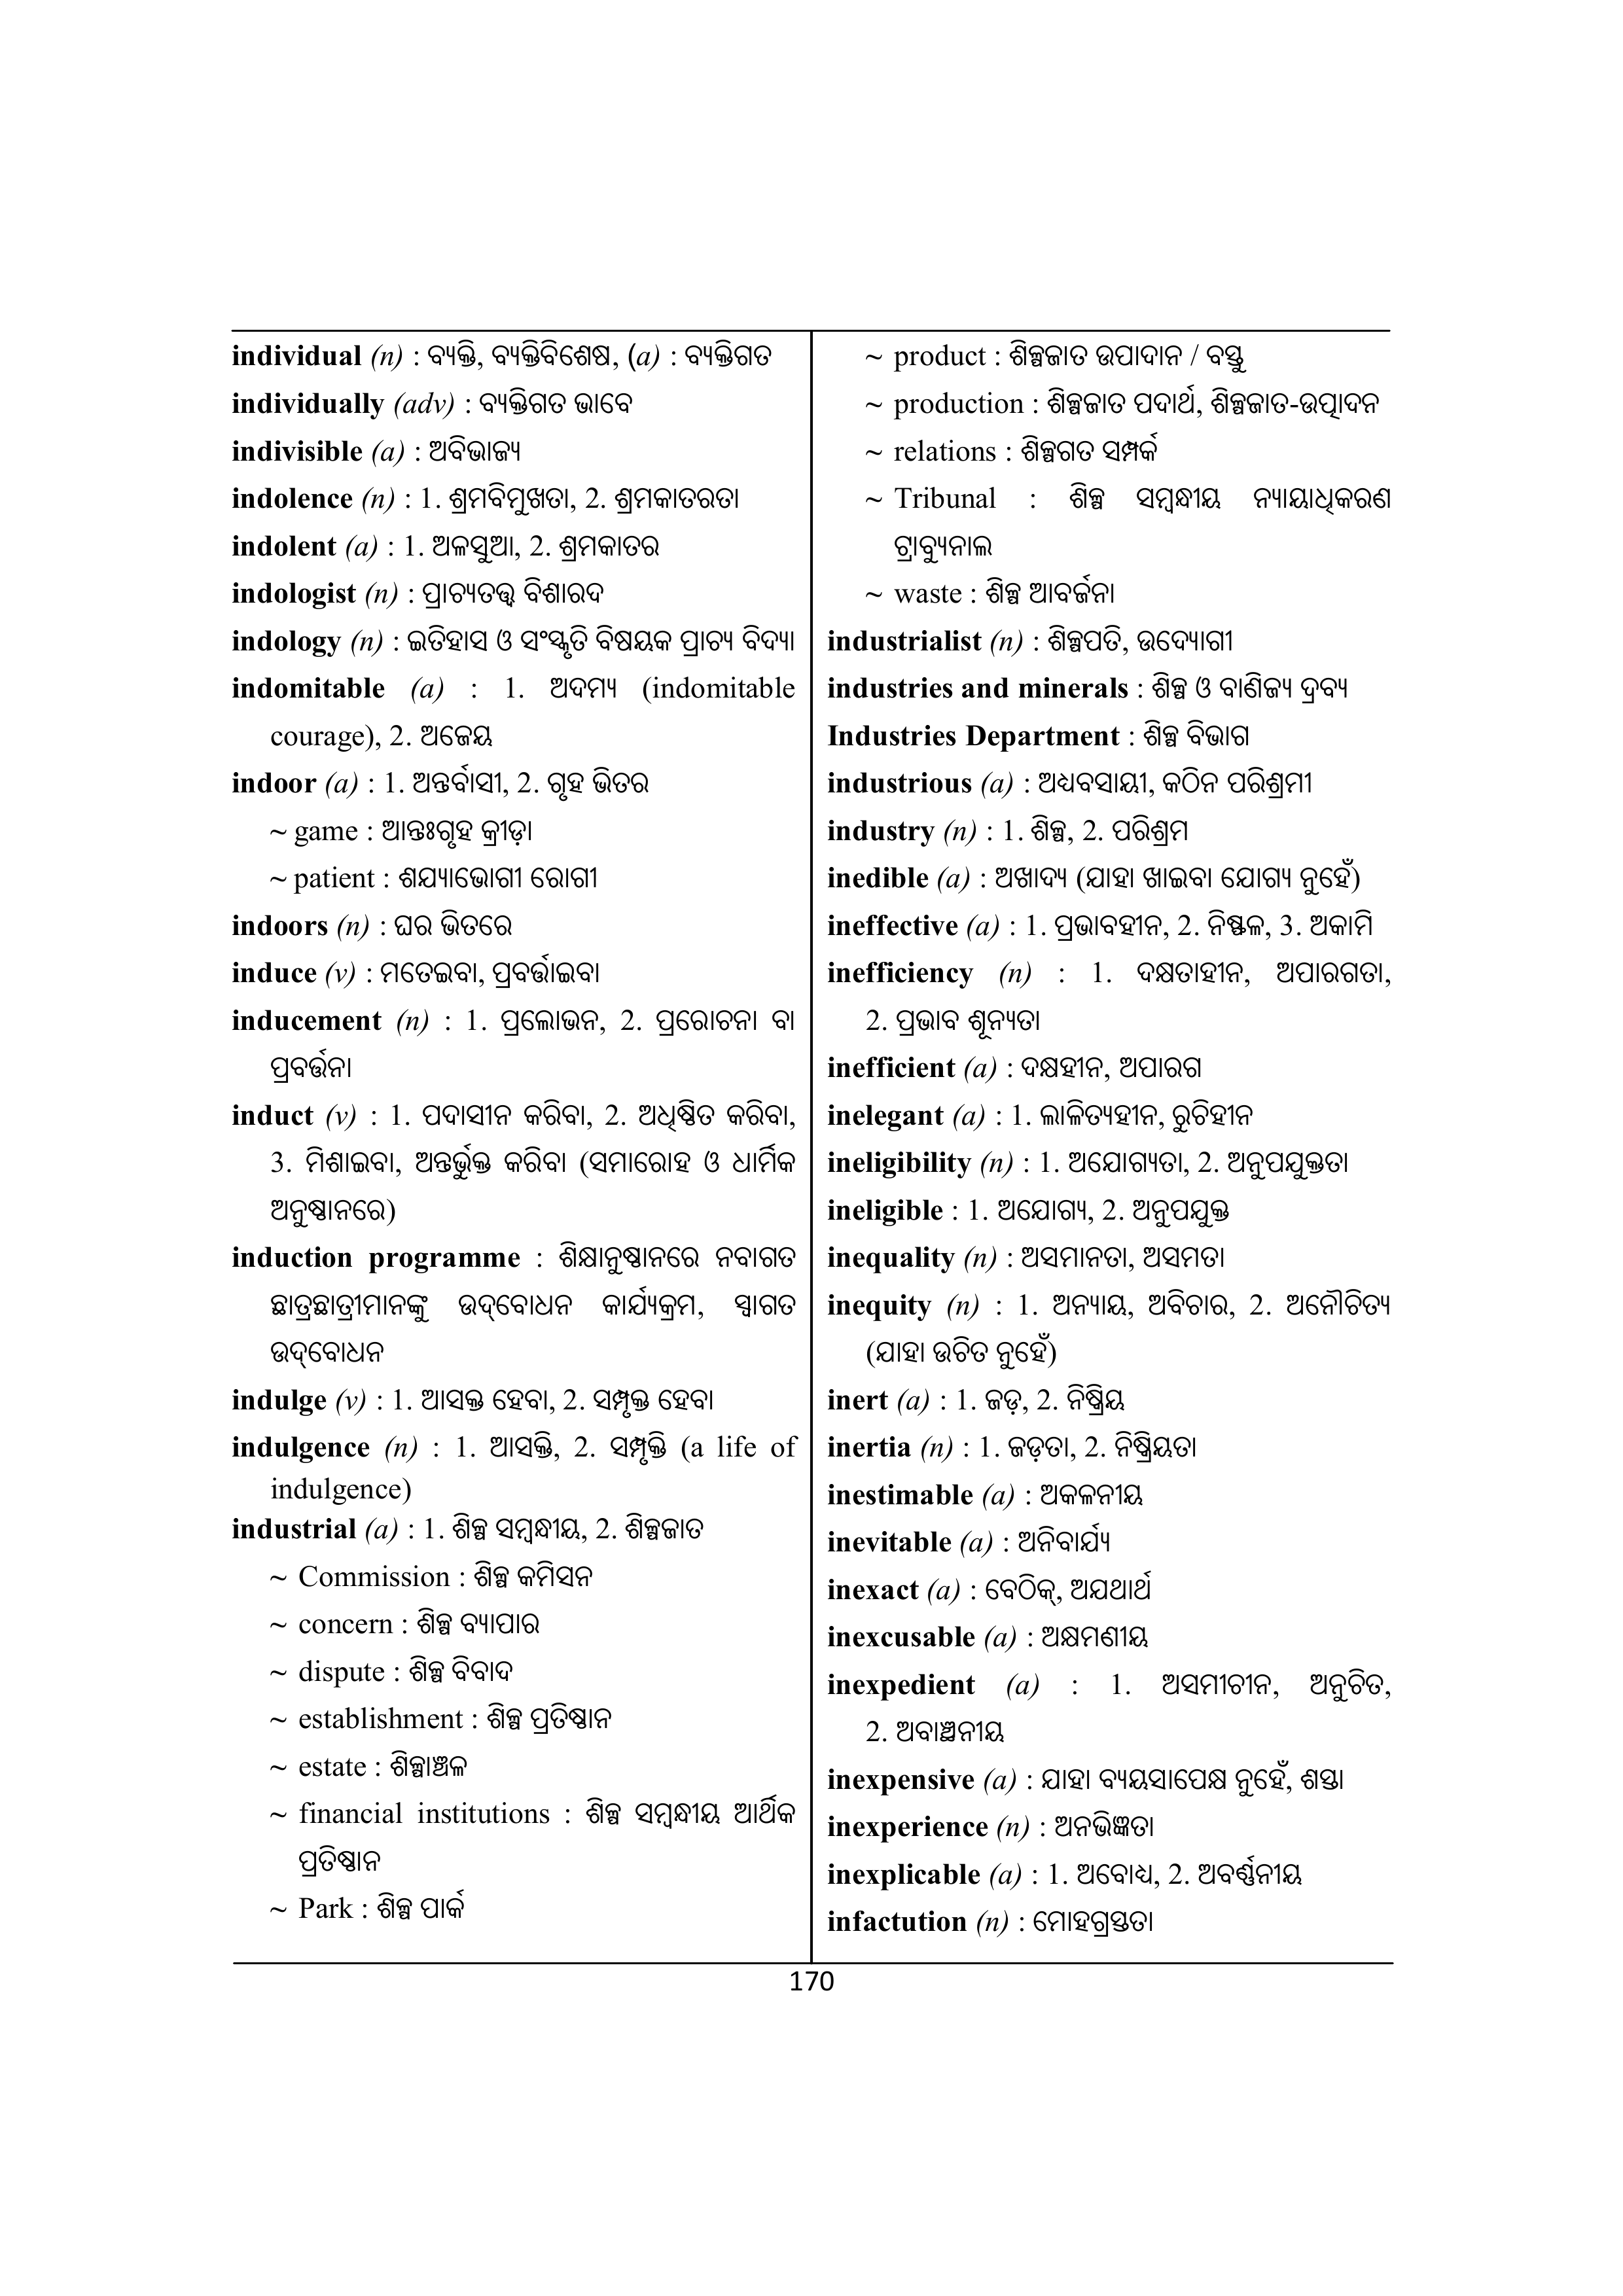 individual (n) : ବ୍ୟକ୍ତି, ବ୍ୟକ୍ତିବିଶେଷ, (a) : ବ୍ୟକ୍ତିଗତ
individually (adv) : ବ୍ୟକ୍ତିଗତ ଭାବେ
indivisible (a) : ଅବିଭାଜ୍ୟ
indolence (n) : 1. ଶ୍ରମବିମୁଖତା, 2. ଶ୍ରମକାତରତା
indolent (a) : 1. ଅଳସୁଆ, 2. ଶ୍ରମକାତର
indologist (n) : ପ୍ରାଚ୍ୟତତ୍ତ୍ୱ ବିଶାରଦ
indology (n) : ଇତିହାସ ଓ ସଂସ୍କୃତି ବିଷୟକ ପ୍ରାଚ୍ୟ ବିଦ୍ୟା
indomitable (a) : 1. ଅଦମ୍ୟ (indomitable
courage), 2. ଅଜେୟ
indoor (a) : 1. ଅନ୍ତର୍ବାସୀ, 2. ଗୃହ ଭିତର
~ game : ଆନ୍ତଃଗୃହ କ୍ରୀଡ଼ା
~ patient : ଶଯ୍ୟାଭୋଗୀ ରୋଗୀ
indoors (n) : ଘର ଭିତରେ
induce (v) : ମତେଇବା, ପ୍ରବର୍ତ୍ତାଇବା
inducement (n) : 1. ପ୍ରଲୋଭନ, 2. ପ୍ରରୋଚନା ବା
ପ୍ରବର୍ତ୍ତନା
induct (v) : 1. ପଦାସୀନ କରିବା, 2. ଅଧିଷ୍ଠିତ କରିବା,
3. ମିଶାଇବା, ଅନ୍ତର୍ଭୁକ୍ତ କରିବା (ସମାରୋହ ଓ ଧାର୍ମିକ
ଅନୁଷ୍ଠାନରେ)
induction programme : ଶିକ୍ଷାନୁଷ୍ଠାନରେ ନବାଗତ
ଛାତ୍ରଛାତ୍ରୀମାନଙ୍କୁ ଉଦ୍‌ବୋଧନ କାର୍ଯ୍ୟକ୍ରମ, ସ୍ୱାଗତ
ଉଦ୍‌ବୋଧନ
indulge (v) : 1. ଆସକ୍ତ ହେବା, 2. ସମ୍ପୃକ୍ତ ହେବା
indulgence (n) : 1. ଆସକ୍ତି, 2. ସମ୍ପୃକ୍ତି (a life of
indulgence)
industrial (a) : 1. ଶିଳ୍ପ ସମ୍ବନ୍ଧୀୟ, 2. ଶିଳ୍ପଜାତ
~ Commission : ଶିଳ୍ପ କମିସନ
~ concern : ଶିଳ୍ପ ବ୍ୟାପାର
~ dispute : ଶିଳ୍ପ ବିବାଦ
~ establishment : ଶିଳ୍ପ ପ୍ରତିଷ୍ଠାନ
~ estate : ଶିଳ୍ପାଞ୍ଚଳ
~ financial institutions : ଶିଳ୍ପ ସମ୍ବନ୍ଧୀୟ ଆର୍ଥିକ
ପ୍ରତିଷ୍ଠାନ
~ Park : ଶିଳ୍ପ ପାର୍କ
~ product : ଶିଳ୍ପଜାତ ଉପାଦାନ / ବସ୍ତୁ
~ production : ଶିଳ୍ପଜାତ ପଦାର୍ଥ, ଶିଳ୍ପଜାତ-ଉତ୍ପାଦନ
~ relations : ଶିଳ୍ପଗତ ସମ୍ପର୍କ
~ Tribunal : ଶିଳ୍ପ ସମ୍ବନ୍ଧୀୟ ନ୍ୟାୟାଧିକରଣ
ଟ୍ରାବ୍ୟୁନାଲ
~ waste : ଶିଳ୍ପ ଆବର୍ଜନା
industrialist (n) : ଶିଳ୍ପପତି, ଉଦ୍ୟୋଗୀ
industries and minerals : ଶିଳ୍ପ ଓ ବାଣିଜ୍ୟ ଦ୍ରବ୍ୟ
Industries Department : ଶିଳ୍ପ ବିଭାଗ
industrious (a) : ଅଧ୍ୟବସାୟୀ, କଠିନ ପରିଶ୍ରମୀ
industry (n) : 1. ଶିଳ୍ପ, 2. ପରିଶ୍ରମ
inedible (a) : ଅଖାଦ୍ୟ (ଯାହା ଖାଇବା ଯୋଗ୍ୟ ନୁହେଁ)
ineffective (a) : 1. ପ୍ରଭାବହୀନ, 2. ନିଷ୍ଫଳ, 3. ଅକାମି
inefficiency (n) : 1. ଦକ୍ଷତାହୀନ, ଅପାରଗତା,
2. ପ୍ରଭାବ ଶୂନ୍ୟତା
inefficient (a) : ଦକ୍ଷହୀନ, ଅପାରଗ
inelegant (a) : 1. ଲାଳିତ୍ୟହୀନ, ରୁଚିହୀନ
ineligibility (n) : 1. ଅଯୋଗ୍ୟତା, 2. ଅନୁପଯୁକ୍ତତା
ineligible : 1. ଅଯୋଗ୍ୟ, 2. ଅନୁପଯୁକ୍ତ
inequality (n) : ଅସମାନତା, ଅସମତା
inequity (n) : 1. ଅନ୍ୟାୟ, ଅବିଚାର, 2. ଅନୌଚିତ୍ୟ
(ଯାହା ଉଚିତ ନୁହେଁ)
inert (a) : 1. ଜଡ଼, 2. ନିଷ୍କ୍ରିୟ
inertia (n) : 1. ଜଡ଼ତା, 2. ନିଷ୍କ୍ରିୟତା
inestimable (a) : ଅକଳନୀୟ
inevitable (a) : ଅନିବାର୍ଯ୍ୟ
inexact (a) : ବେଠିକ୍, ଅଯଥାର୍ଥ
inexcusable (a) : ଅକ୍ଷମଣୀୟ
inexpedient (a) : 1. ଅସମୀଚୀନ, ଅନୁଚିତ,
2. ଅବାଞ୍ଛନୀୟ
inexpensive (a) : ଯାହା ବ୍ୟୟସାପେକ୍ଷ ନୁହେଁ, ଶସ୍ତା
inexperience (n) : ଅନଭିଜ୍ଞତା
inexplicable (a) : 1. ଅବୋଧ୍ୟ, 2. ଅବର୍ଣ୍ଣନୀୟ
infactution (n) : ମୋହଗ୍ରସ୍ତତା
170